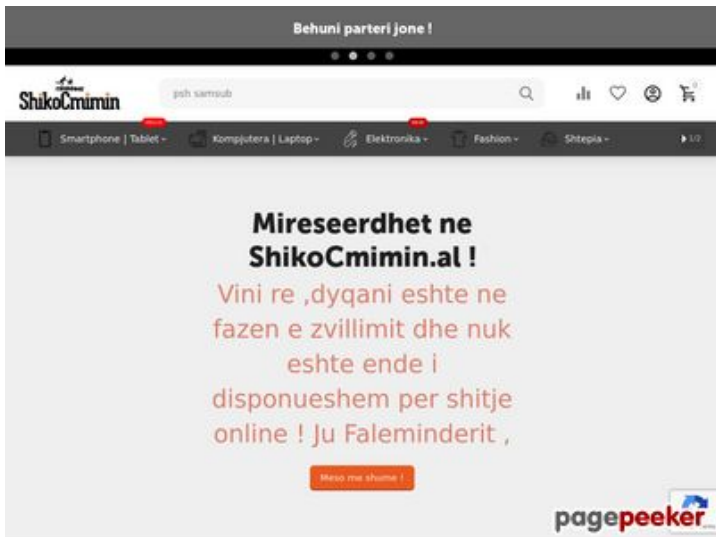 Behuni parteri jone !
ShikoCmimin
psh samsub
Smartphone | Tablet
Kompjutera | Laptop
Elektronika
Fashion
Shtepia
1/2
Mireseerdhet ne
ShikoCmimin.al !
Vini re ,dyqani eshte ne
fazen e zvillimit dhe nuk
eshte ende i
disponueshem per shitje
online ! Ju Faleminderit ,
Meso me shume !
pagepeeker